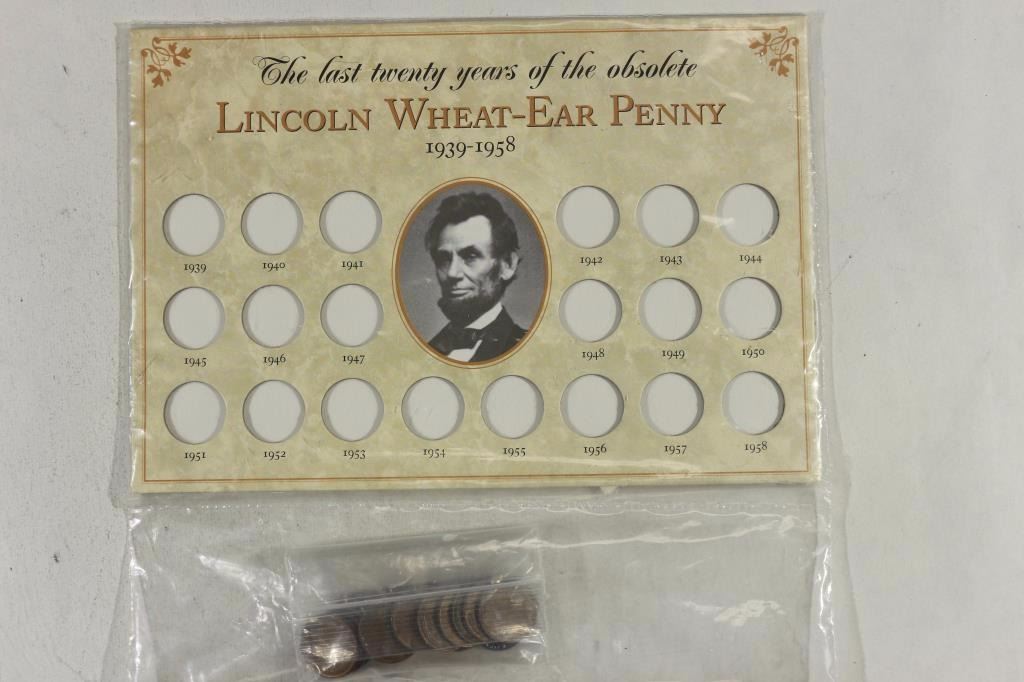 The last twenty years of the obsolete
LINCOLN WHEAT-EAR PENNY
1939-1958
1939 1940 1941 1942 1943 1944
1945 1946 1947 1948 1949 1950
1951 1952 1953 1954 1955 1956 1957 1958